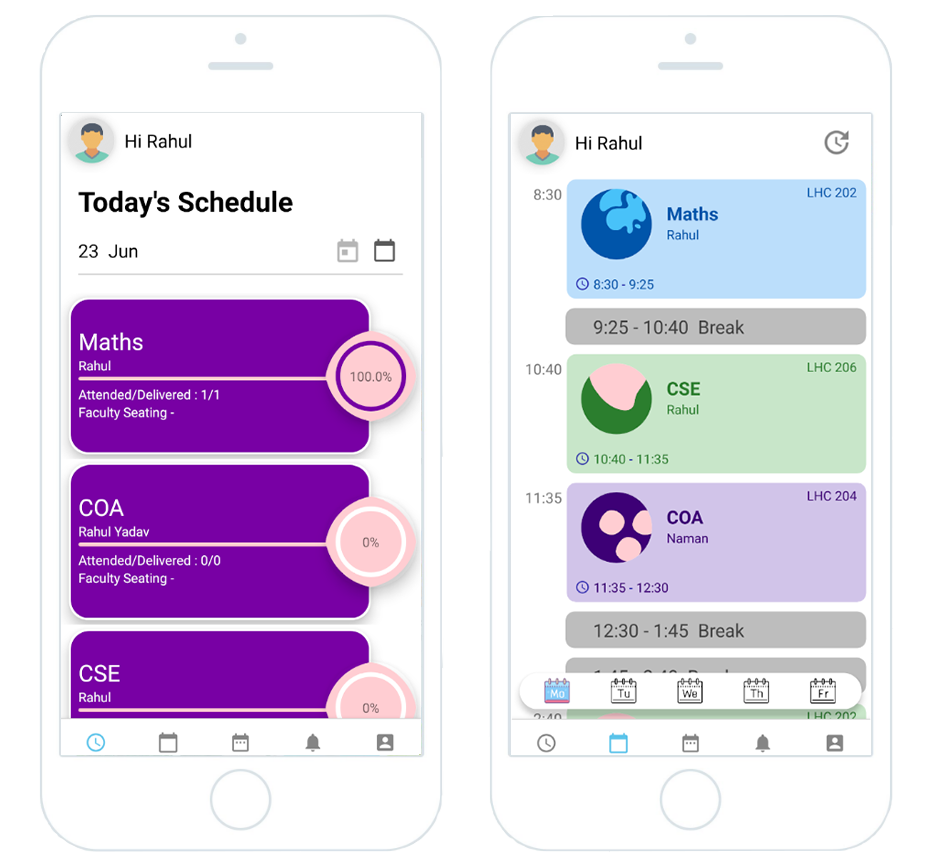 Hi Rahul
Today's Schedule
23 Jun
Maths
Rahul
100.0%
Attended/Delivered : 1/1
Faculty Seating -
COA
Rahul Yadav
0%
Attended/Delivered : 0/0
Faculty Seating -
CSE
Rahul
0%
Hi Rahul
8:30
LHC 202
Maths
Rahul
8:30 - 9:25
9:25 - 10:40 Break
10:40
LHC 206
CSE
Rahul
10:40 - 11:35
11:35
LHC 204
COA
Naman
11:35 - 12:30
12:30 - 1:45 Break
Mo
Tu
We
Th
Fr
LHC 202